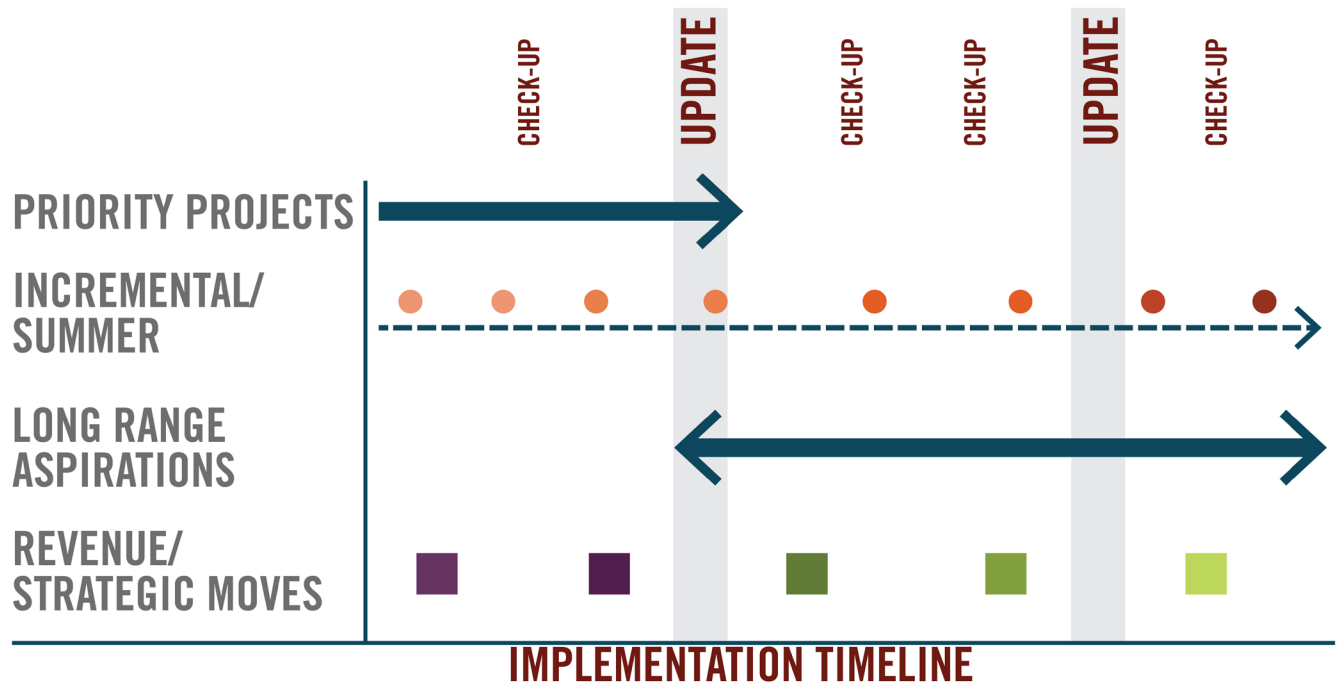 CHECK-UP
UPDATE
CHECK-UP
CHECK-UP
UPDATE
CHECK-UP
PRIORITY PROJECTS
INCREMENTAL/
SUMMER
LONG RANGE
ASPIRATIONS
REVENUE/
STRATEGIC MOVES
IMPLEMENTATION TIMELINE